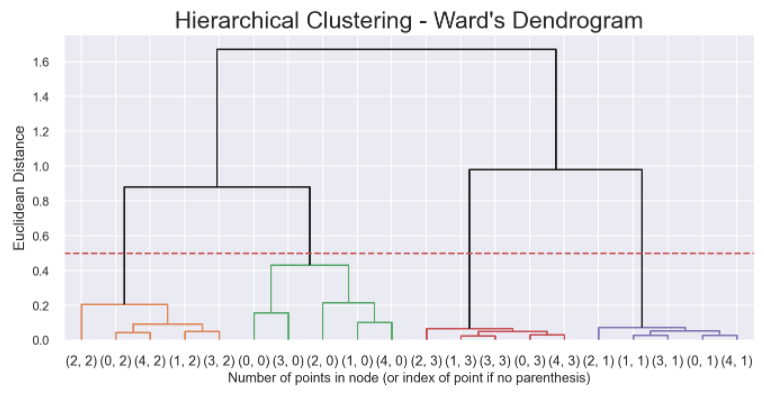 Hierarchical Clustering - Ward's Dendrogram
Euclidean Distance
1.6
1.4
1.2
1.0
0.8
0.6
0.4
0.2
0.0
(2, 2) (0, 2) (4, 2) (1, 2) (3, 2) (0, 0) (3, 0) (2, 0) (1, 0) (4, 0) (2, 3) (1, 3) (3, 3) (0, 3) (4, 3) (2, 1) (1, 1) (3, 1) (0, 1) (4, 1)
Number of points in node (or index of point if no parenthesis)